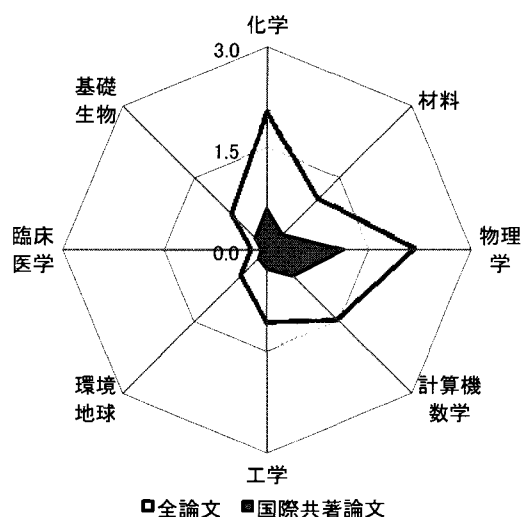 化学
3.0
基礎
生物
材料
1.5
臨床
医学
0.0
物理
学
環境
地球
計算機
数学
工学
全論文 国際共著論文